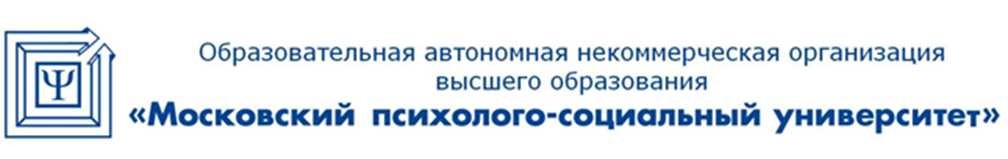 Ψ
Образовательная автономная некоммерческая организация
высшего образования
«Московский психолого-социальный университет»